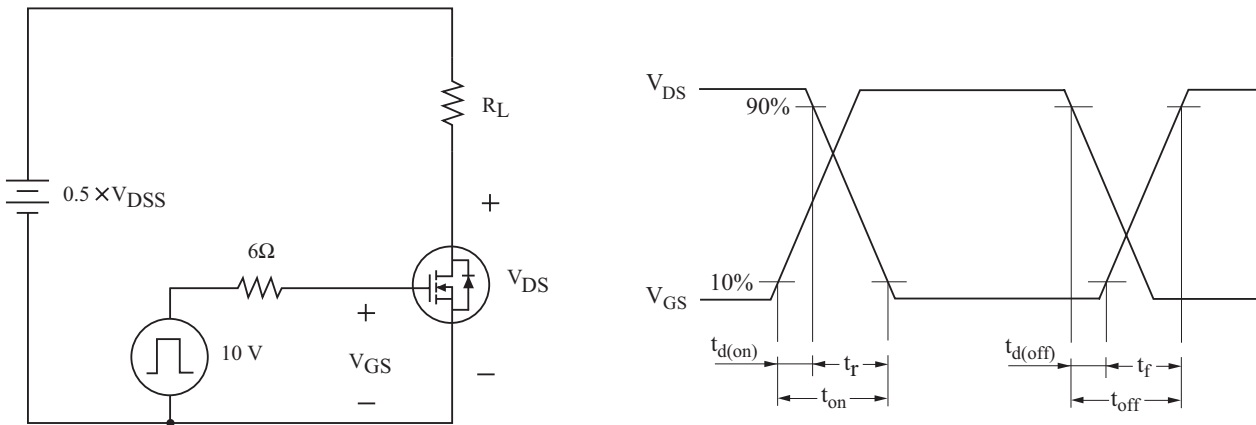 R_L
0.5 × V_DSS
+
6Ω
V_DS
+
10 V
V_GS
−
−
V_DS
90%
10%
V_GS
t_d(on)
t_r
t_d(off)
t_f
t_on
t_off